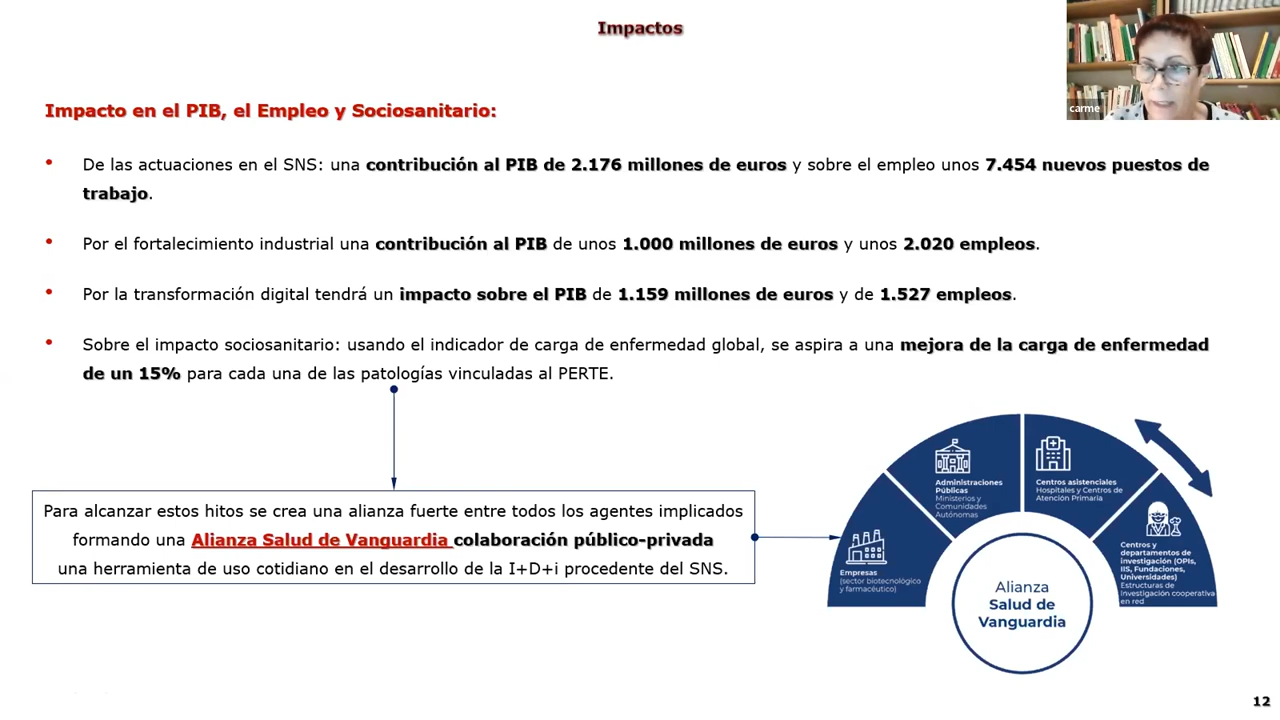 Impactos
carme
Impacto en el PIB, el Empleo y Sociosanitario:
• De las actuaciones en el SNS: una contribución al PIB de 2.176 millones de euros y sobre el empleo unos 7.454 nuevos puestos de
trabajo.
• Por el fortalecimiento industrial una contribución al PIB de unos 1.000 millones de euros y unos 2.020 empleos.
• Por la transformación digital tendrá un impacto sobre el PIB de 1.159 millones de euros y de 1.527 empleos.
• Sobre el impacto sociosanitario: usando el indicador de carga de enfermedad global, se aspira a una mejora de la carga de enfermedad
de un 15% para cada una de las patologías vinculadas al PERTE.
Para alcanzar estos hitos se crea una alianza fuerte entre todos los agentes implicados
formando una Alianza Salud de Vanguardia colaboración público-privada
una herramienta de uso cotidiano en el desarrollo de la I+D+i procedente del SNS.
Empresas
(sector biotecnológico
y farmacéutico)
Administraciones
Públicas
Ministerios y
Comunidades
Autónomas
Centros asistenciales
Hospitales y Centros de
Atención Primaria
Centros y
departamentos de
investigación (OPIs,
IIS, Fundaciones,
Universidades)
Estructuras de
investigación cooperativa
en red
Alianza
Salud de
Vanguardia
12